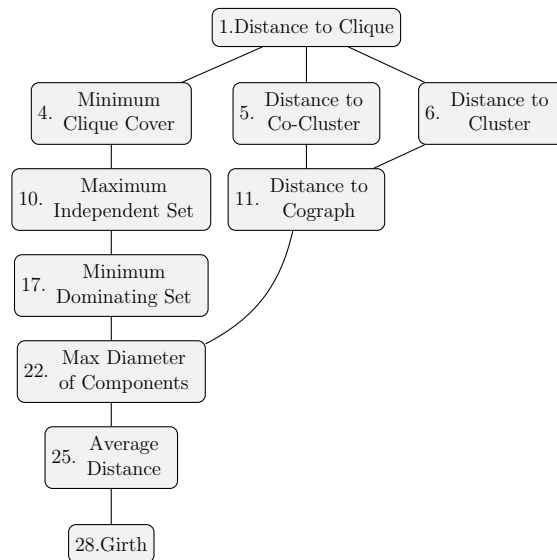 1.Distance to Clique
4. Minimum
Clique Cover
5. Distance to
Co-Cluster
6. Distance to
Cluster
10. Maximum
Independent Set
11. Distance to
Cograph
17. Minimum
Dominating Set
22. Max Diameter
of Components
25. Average
Distance
28.Girth